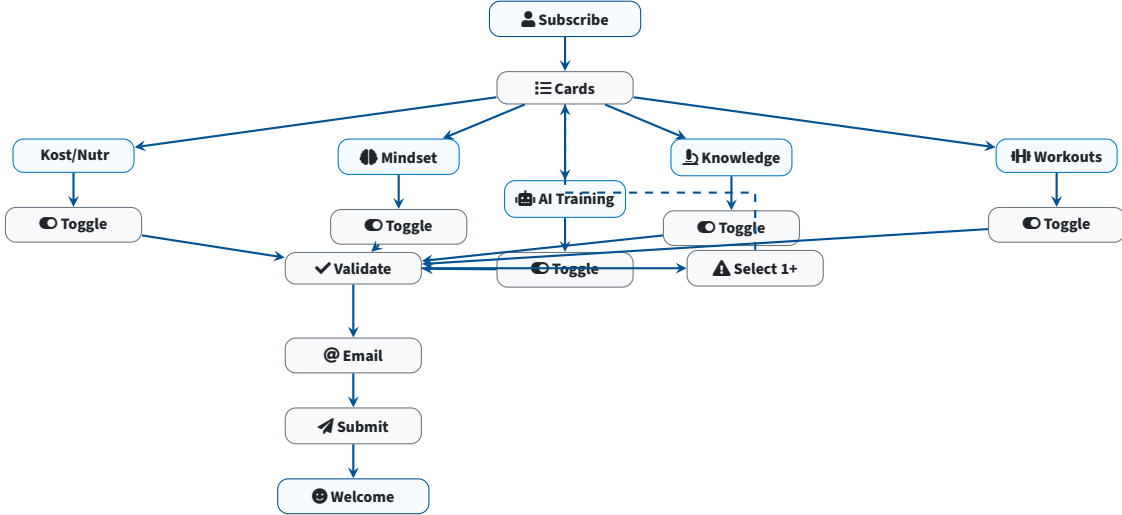 Subscribe
Cards
Kost/Nutr
Mindset
Knowledge
Workouts
AI Training
Toggle
Toggle
Toggle
Toggle
Validate
Toggle
Select 1+
@ Email
Submit
Welcome